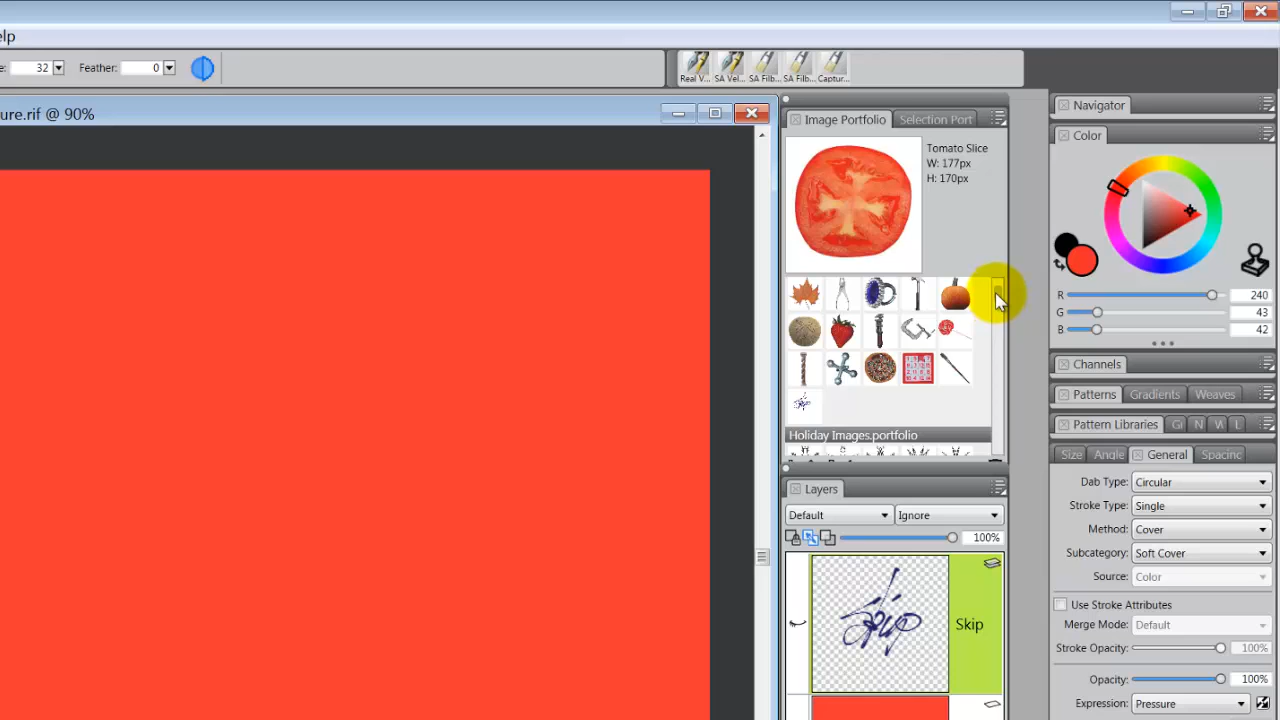 elp
e: 32 Feather: 0
Real V... SA Vel... SA Filb... SA Filb... Captur...
ure.rif @ 90%
Image Portfolio Selection Port
Tomato Slice
W: 177px
H: 170px
Holiday Images.portfolio
Layers
Default Ignore
100%
Skip
Skip
Navigator
Color
R 240
G 43
B 42
Channels
Patterns Gradients Weaves
Pattern Libraries
Size Angle General Spacing
Dab Type: Circular
Stroke Type: Single
Method: Cover
Subcategory: Soft Cover
Source: Color
Use Stroke Attributes
Merge Mode: Default
Stroke Opacity: 100%
Opacity: 100%
Expression: Pressure